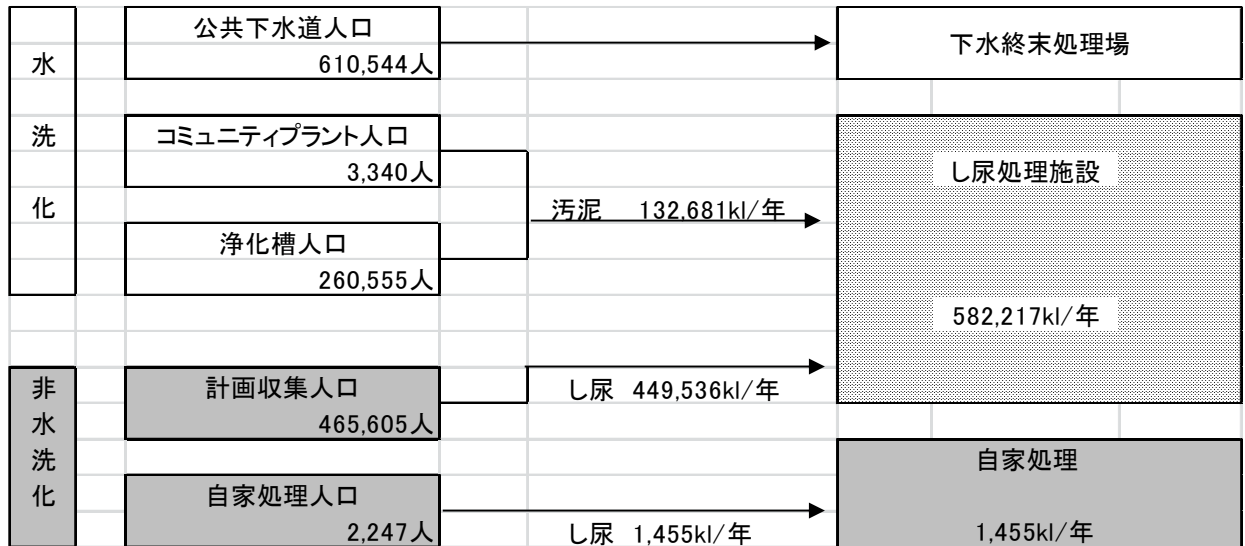 水洗化
公共下水道人口
610,544人
下水終末処理場
コミュニティプラント人口
3,340人
浄化槽人口
260,555人
汚泥 132,681kl/年
し尿処理施設
582,217kl/年
非水洗化
計画収集人口
465,605人
し尿 449,536kl/年
自家処理人口
2,247人
し尿 1,455kl/年
自家処理
1,455kl/年